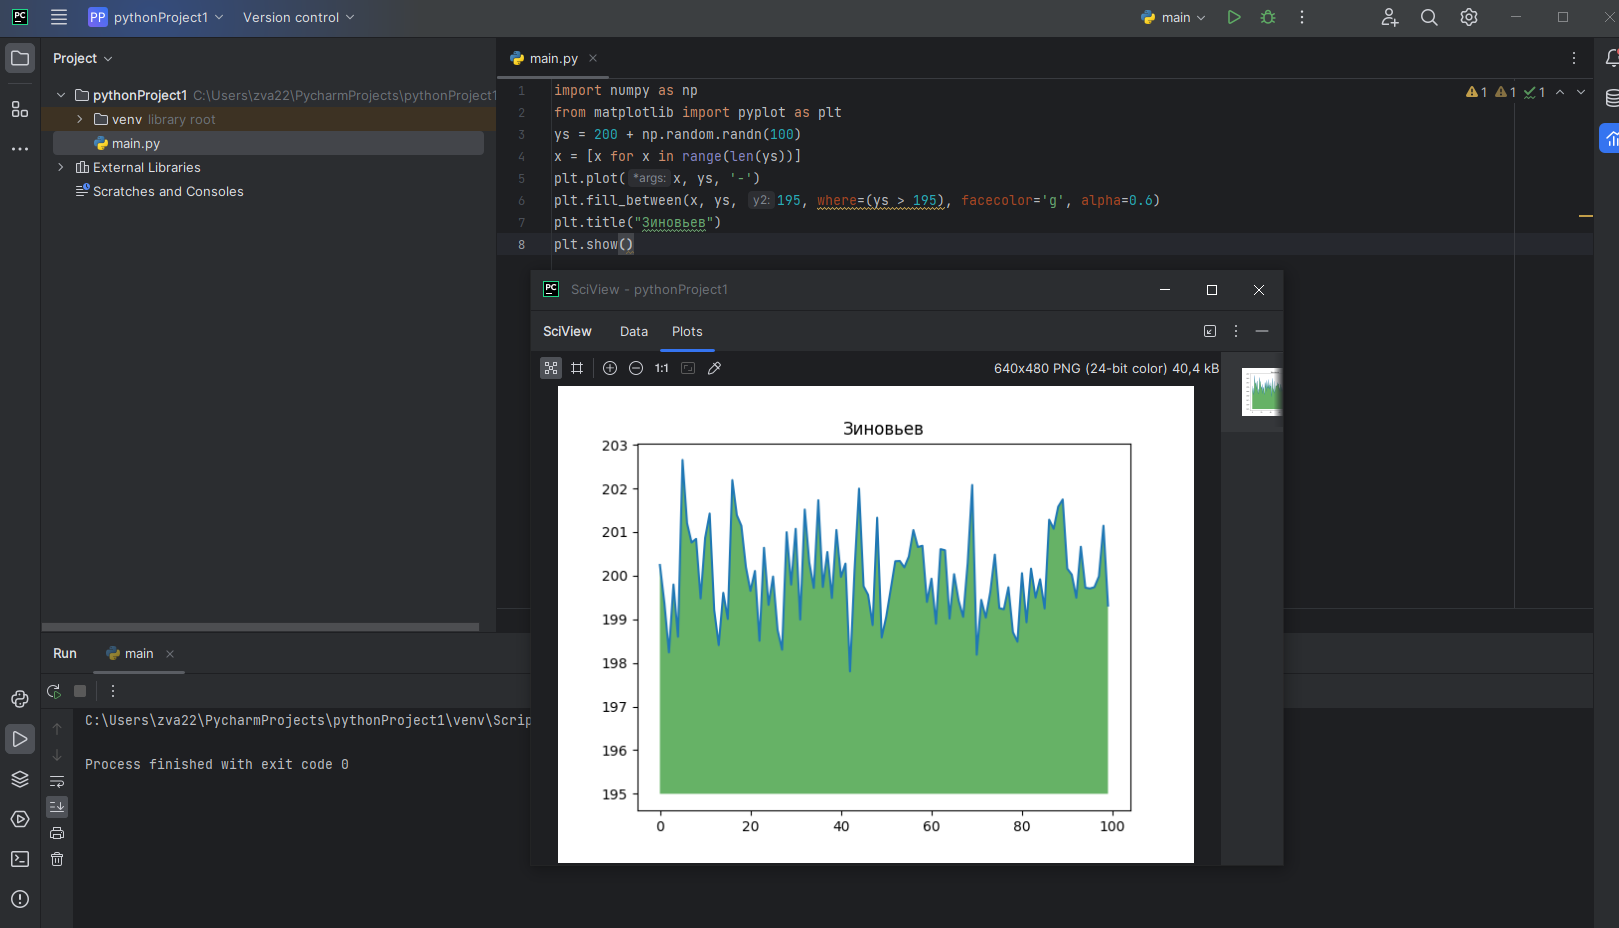 PC
PP pythonProject1 Version control main
Project
pythonProject1 C:\Users\zva22\PycharmProjects\pythonProject1
venv library root
main.py
External Libraries
Scratches and Consoles
main.py
1 1 1
1 import numpy as np
2 from matplotlib import pyplot as plt
3 ys = 200 + np.random.randn(100)
4 x = [x for x in range(len(ys))]
5 plt.plot( *args: x, ys, '-')
6 plt.fill_between(x, ys, y2: 195, where=(ys > 195), facecolor='g', alpha=0.6)
7 plt.title("Зиновьев")
8 plt.show()
PC SciView - pythonProject1
SciView Data Plots
1:1 640x480 PNG (24-bit color) 40,4 kB
Зиновьев
203
202
201
200
199
198
197
196
195
0 20 40 60 80 100
Run main
C:\Users\zva22\PycharmProjects\pythonProject1\venv\Scrip
Process finished with exit code 0